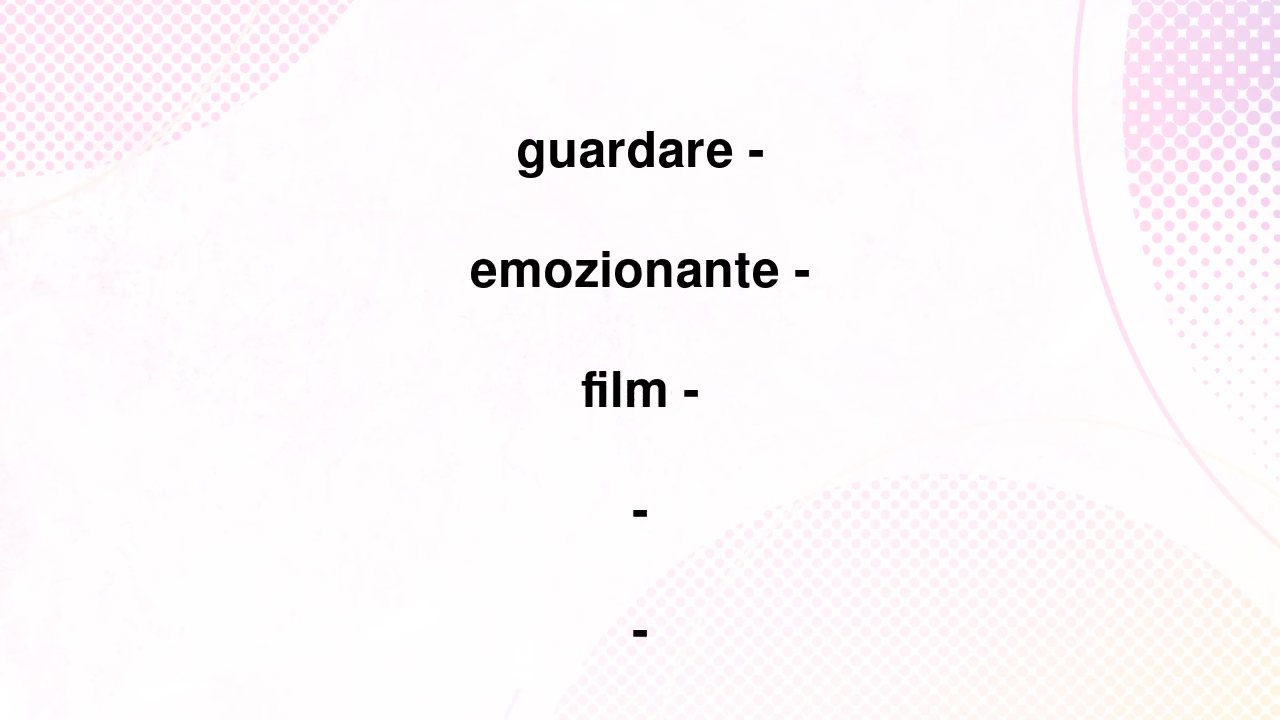 guardare -
emozionante -
film -
-
-